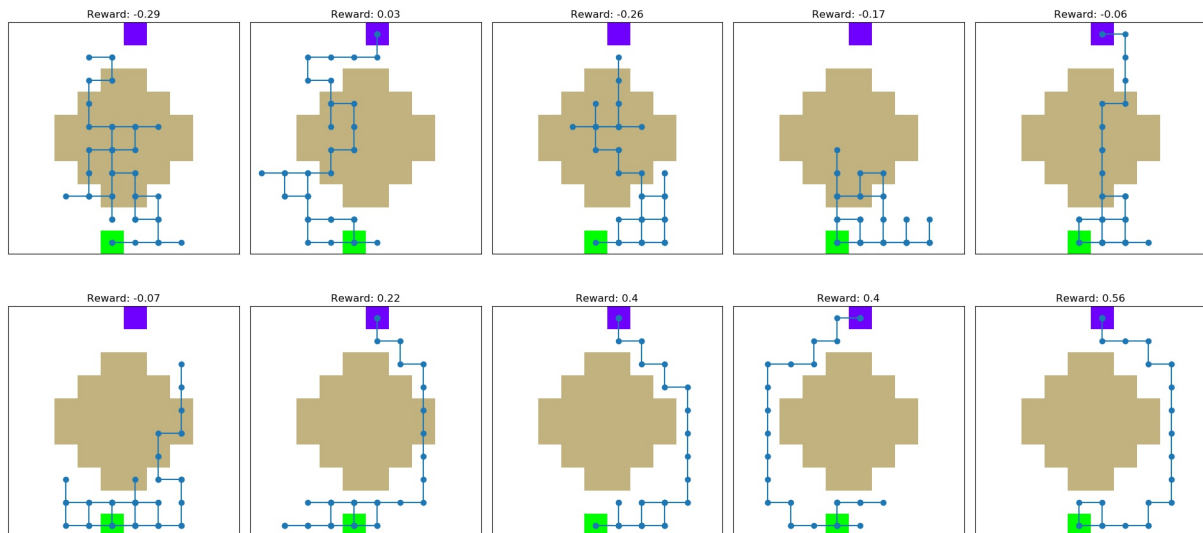 Reward: -0.29
Reward: 0.03
Reward: -0.26
Reward: -0.17
Reward: -0.06
Reward: -0.07
Reward: 0.22
Reward: 0.4
Reward: 0.4
Reward: 0.56